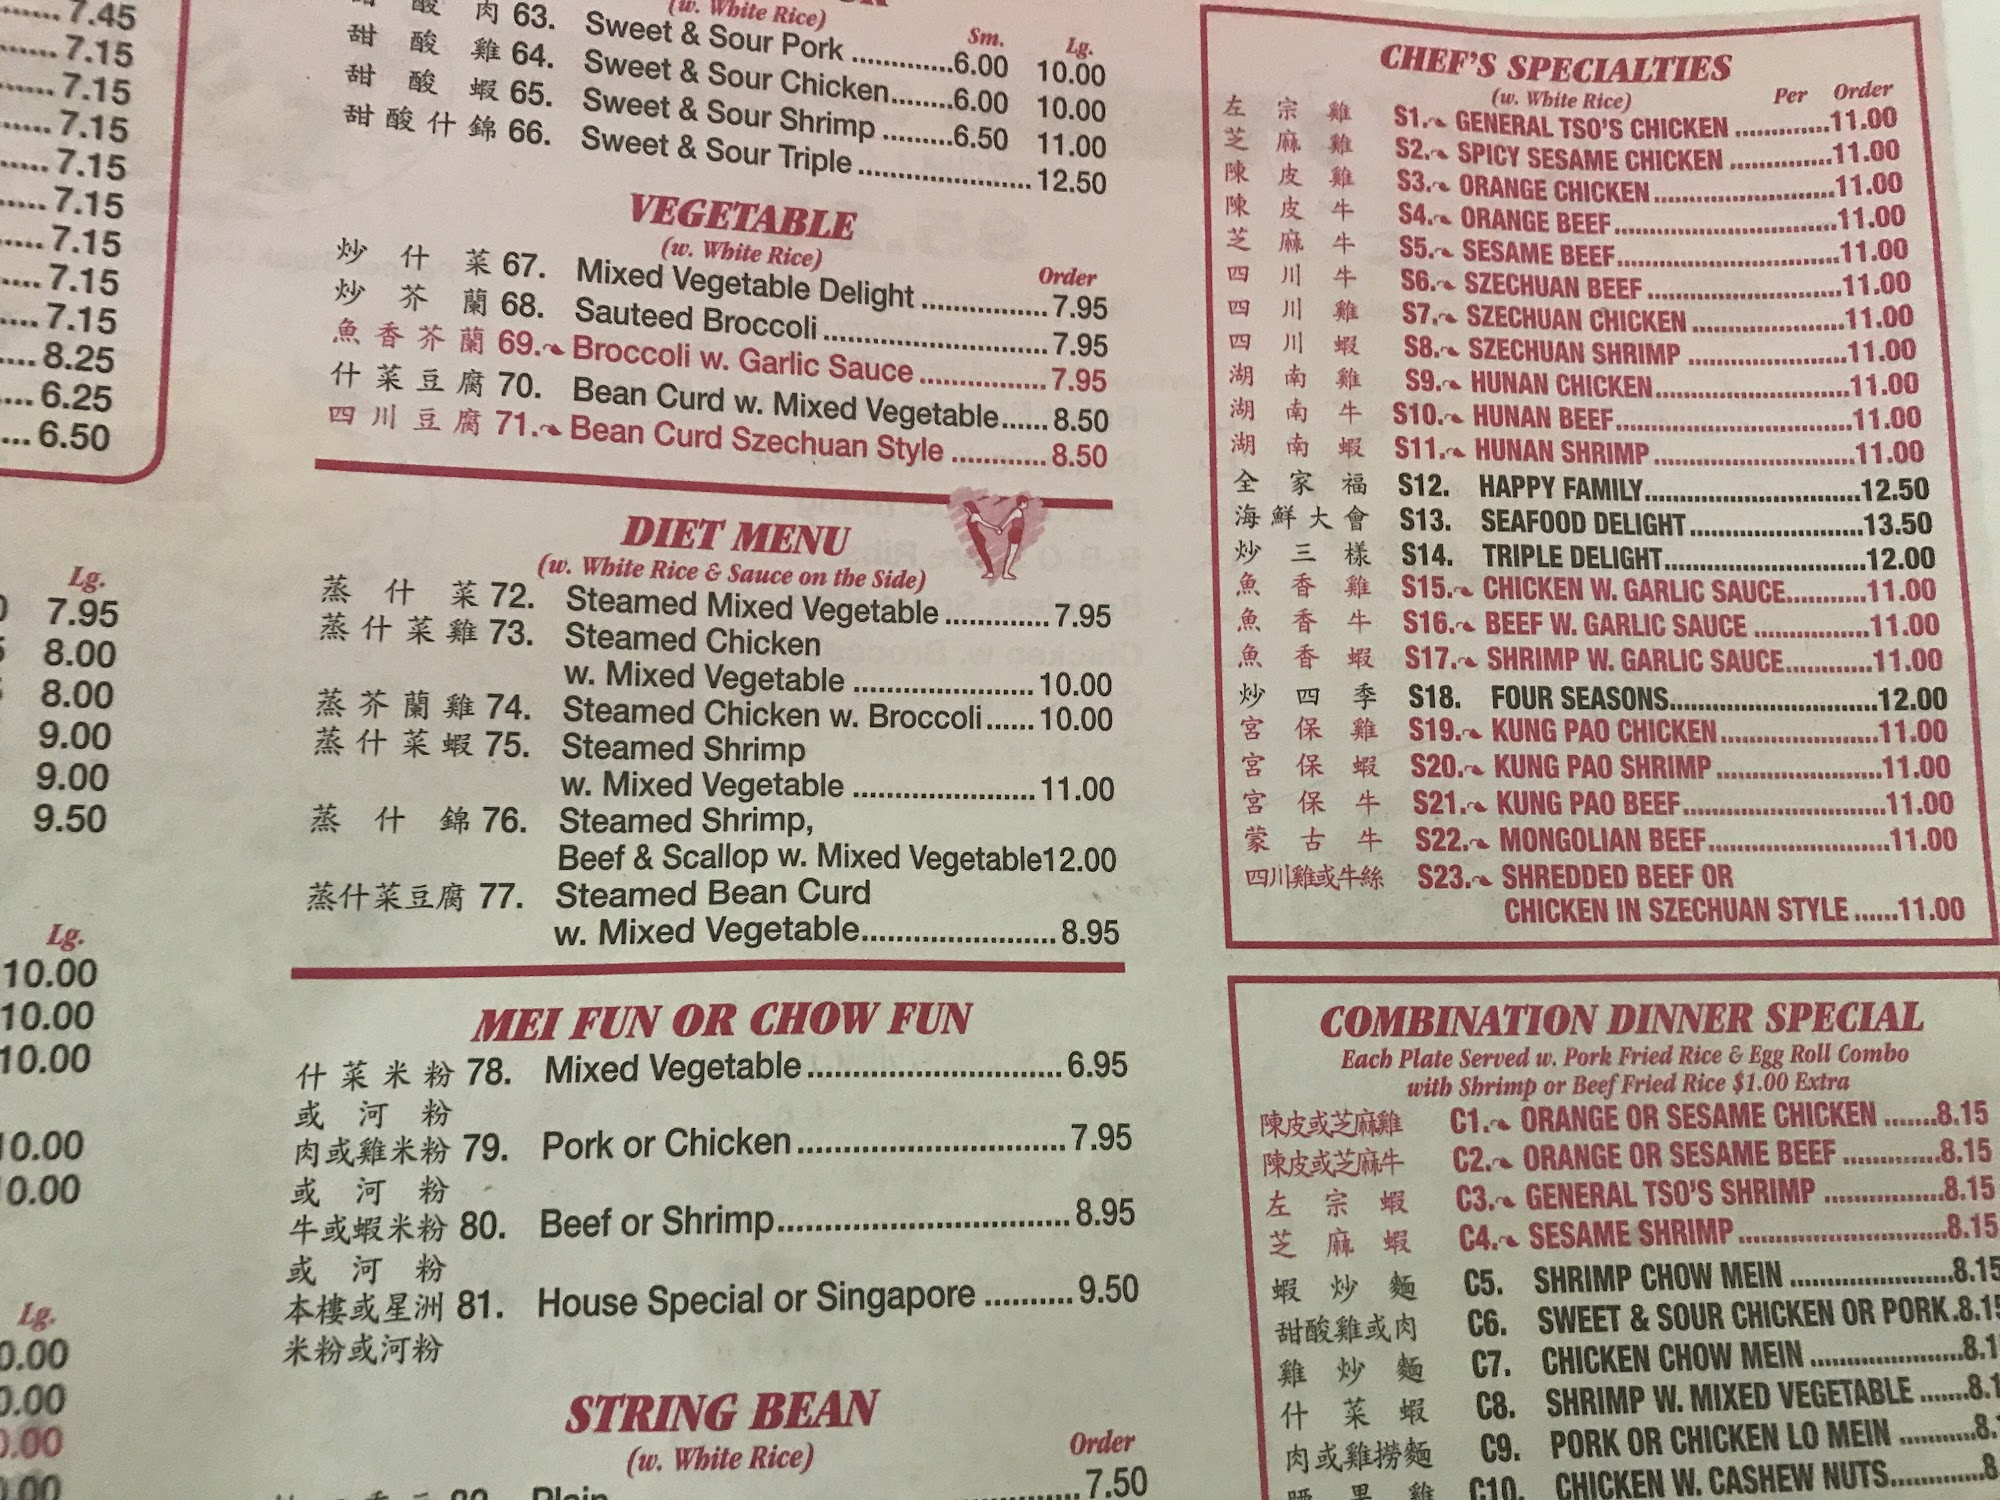 7.45
7.15
7.15
7.15
7.15
7.15
7.15
7.15
7.15
8.25
6.25
6.50
Lg.
7.95
8.00
8.00
9.00
9.00
9.50
Lg.
10.00
10.00
10.00
10.00
Lg.
(w. White Rice) Sm. Lg.
酸 肉 63. Sweet & Sour Pork .............6.00 10.00
甜 酸 雞 64. Sweet & Sour Chicken........6.00 10.00
甜 酸 蝦 65. Sweet & Sour Shrimp .........6.50 11.00
甜酸什錦 66. Sweet & Sour Triple ......................12.50
VEGETABLE
(w. White Rice) Order
炒 什 菜 67. Mixed Vegetable Delight ................7.95
炒 芥 蘭 68. Sauteed Broccoli ............................7.95
魚香芥蘭 69. Broccoli w. Garlic Sauce ................7.95
什菜豆腐 70. Bean Curd w. Mixed Vegetable......8.50
四川豆腐 71. Bean Curd Szechuan Style ............8.50
DIET MENU
(w. White Rice & Sauce on the Side)
蒸 什 菜 72. Steamed Mixed Vegetable .............7.95
蒸什菜雞 73. Steamed Chicken
w. Mixed Vegetable ......................10.00
蒸芥蘭雞 74. Steamed Chicken w. Broccoli......10.00
蒸什菜蝦 75. Steamed Shrimp
w. Mixed Vegetable ......................11.00
蒸 什 錦 76. Steamed Shrimp,
Beef & Scallop w. Mixed Vegetable12.00
蒸什菜豆腐 77. Steamed Bean Curd
w. Mixed Vegetable........................8.95
MEI FUN OR CHOW FUN
什菜米粉 78. Mixed Vegetable..............................6.95
或 河 粉
肉或雞米粉 79. Pork or Chicken................................7.95
或 河 粉
牛或蝦米粉 80. Beef or Shrimp..................................8.95
或 河 粉
本樓或星洲 81. House Special or Singapore ..........9.50
米粉或河粉
STRING BEAN
(w. White Rice) Order
Plain 7.50
CHEF'S SPECIALTIES
(w. White Rice) Per Order
左 宗 雞 S1. GENERAL TSO'S CHICKEN ..............11.00
芝 麻 雞 S2. SPICY SESAME CHICKEN ...............11.00
陳 皮 雞 S3. ORANGE CHICKEN..........................11.00
陳 皮 牛 S4. ORANGE BEEF................................11.00
芝 麻 牛 S5. SESAME BEEF................................11.00
四 川 牛 S6. SZECHUAN BEEF ............................11.00
四 川 雞 S7. SZECHUAN CHICKEN ......................11.00
四 川 蝦 S8. SZECHUAN SHRIMP .......................11.00
湖 南 雞 S9. HUNAN CHICKEN............................11.00
湖 南 牛 S10. HUNAN BEEF..................................11.00
湖 南 蝦 S11. HUNAN SHRIMP .............................11.00
全 家 福 S12. HAPPY FAMILY...............................12.50
海鮮大會 S13. SEAFOOD DELIGHT.........................13.50
炒 三 樣 S14. TRIPLE DELIGHT.............................12.00
魚 香 雞 S15. CHICKEN W. GARLIC SAUCE...........11.00
魚 香 牛 S16. BEEF W. GARLIC SAUCE ................11.00
魚 香 蝦 S17. SHRIMP W. GARLIC SAUCE............11.00
炒 四 季 S18. FOUR SEASONS.............................12.00
宮 保 雞 S19. KUNG PAO CHICKEN......................11.00
宮 保 蝦 S20. KUNG PAO SHRIMP .......................11.00
宮 保 牛 S21. KUNG PAO BEEF............................11.00
蒙 古 牛 S22. MONGOLIAN BEEF.........................11.00
四川雞或牛絲 S23. SHREDDED BEEF OR
CHICKEN IN SZECHUAN STYLE ......11.00
COMBINATION DINNER SPECIAL
Each Plate Served w. Pork Fried Rice & Egg Roll Combo
with Shrimp or Beef Fried Rice $1.00 Extra
陳皮或芝麻雞 C1. ORANGE OR SESAME CHICKEN .......8.15
陳皮或芝麻牛 C2. ORANGE OR SESAME BEEF .............8.15
左 宗 蝦 C3. GENERAL TSO'S SHRIMP ................8.15
芝 麻 蝦 C4. SESAME SHRIMP.............................8.15
蝦 炒 麵 C5. SHRIMP CHOW MEIN ......................8.15
甜酸雞或肉 C6. SWEET & SOUR CHICKEN OR PORK.8.15
雞 炒 麵 C7. CHICKEN CHOW MEIN ....................8.1
什 菜 蝦 C8. SHRIMP W. MIXED VEGETABLE .......8.1
肉或雞撈麵 C9. PORK OR CHICKEN LO MEIN ...........8.
腰 果 雞 C10. CHICKEN W. CASHEW NUTS............8